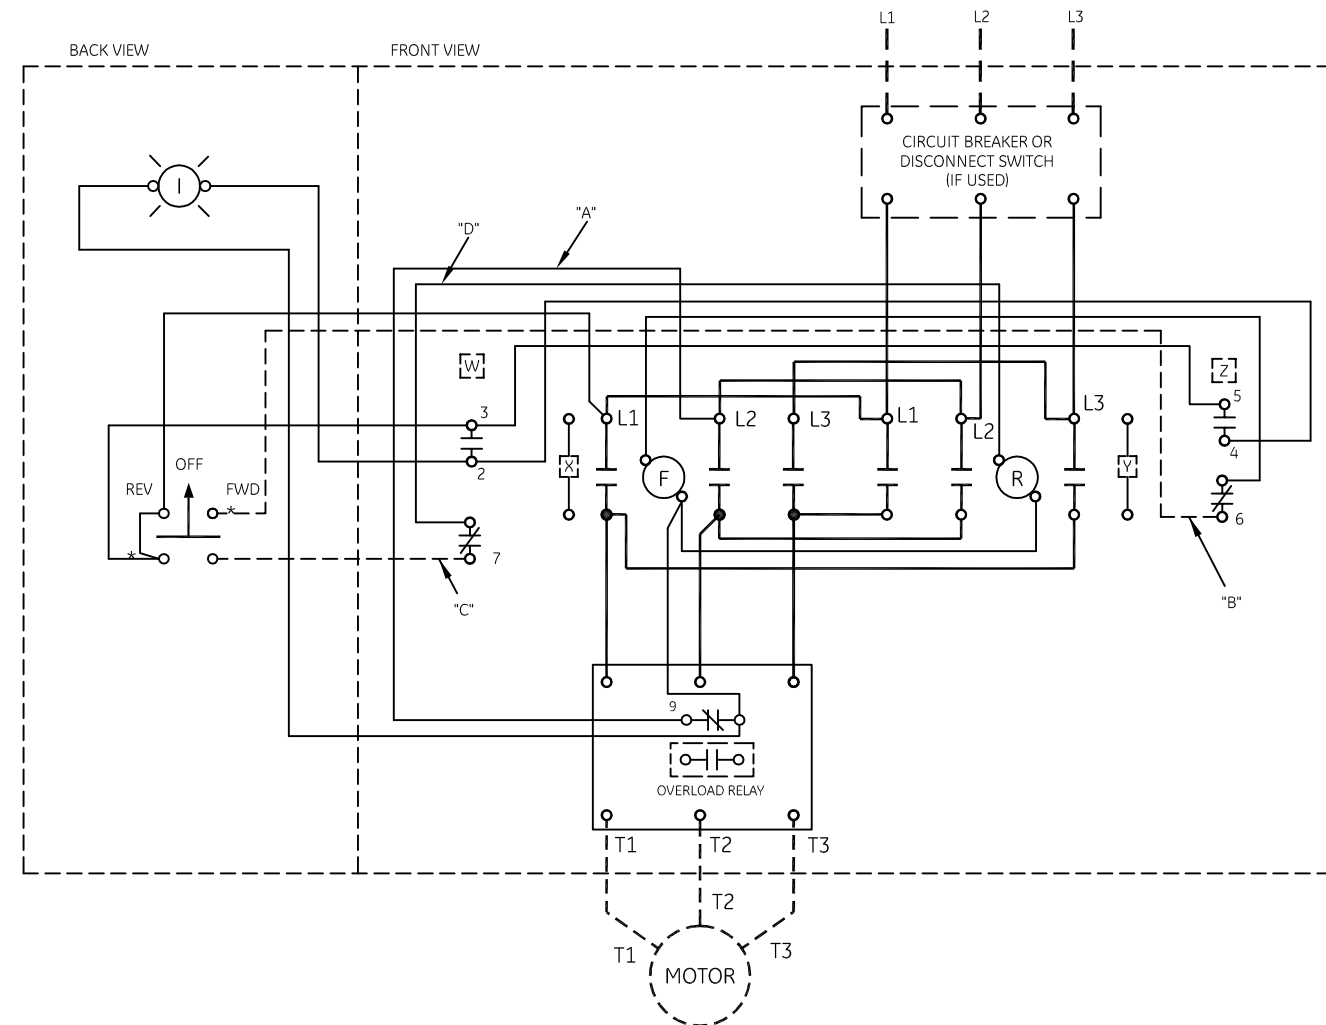 L1
L2
L3
BACK VIEW
FRONT VIEW
CIRCUIT BREAKER OR
DISCONNECT SWITCH
(IF USED)
I
"A"
"D"
W
Z
5
3
L1
L2
L3
L1
L2
L3
4
2
OFF
X
F
R
Y
REV
FWD
*
6
*
7
"C"
"B"
9
OVERLOAD RELAY
T1
T2
T3
T2
T1
T3
MOTOR